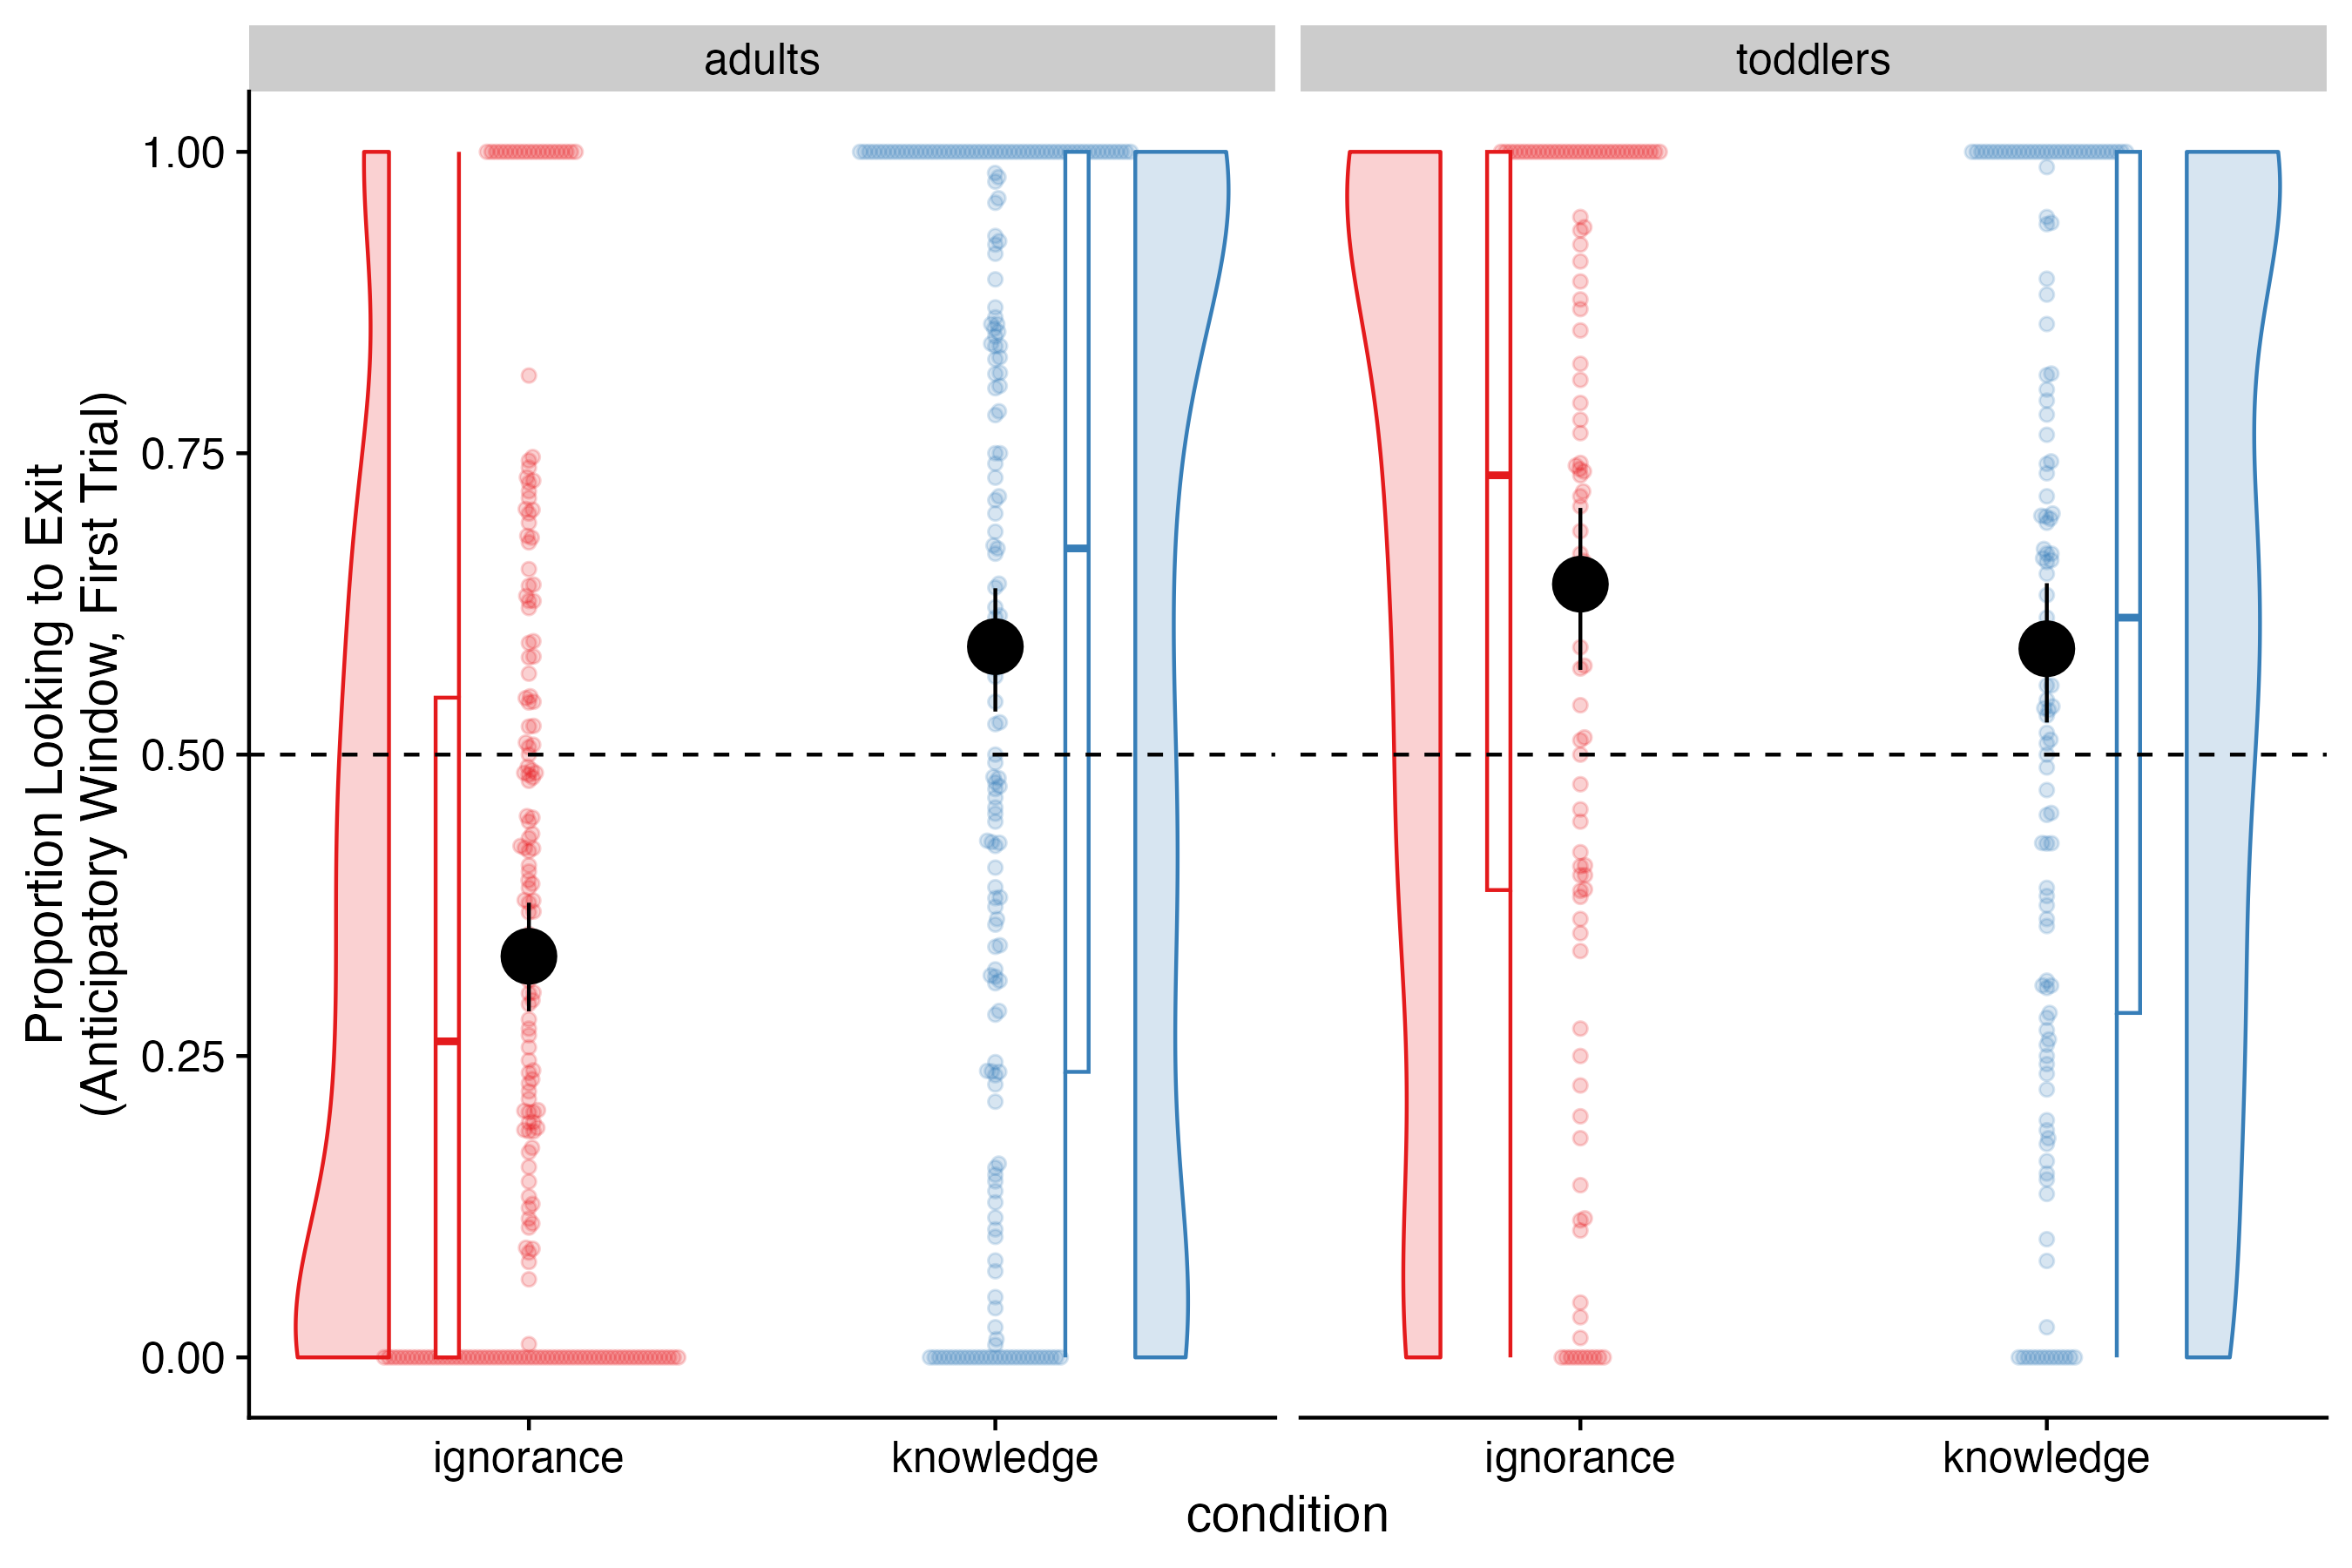 adults
toddlers
Proportion Looking to Exit
(Anticipatory Window, First Trial)
1.00
0.75
0.50
0.25
0.00
ignorance
knowledge
ignorance
knowledge
condition